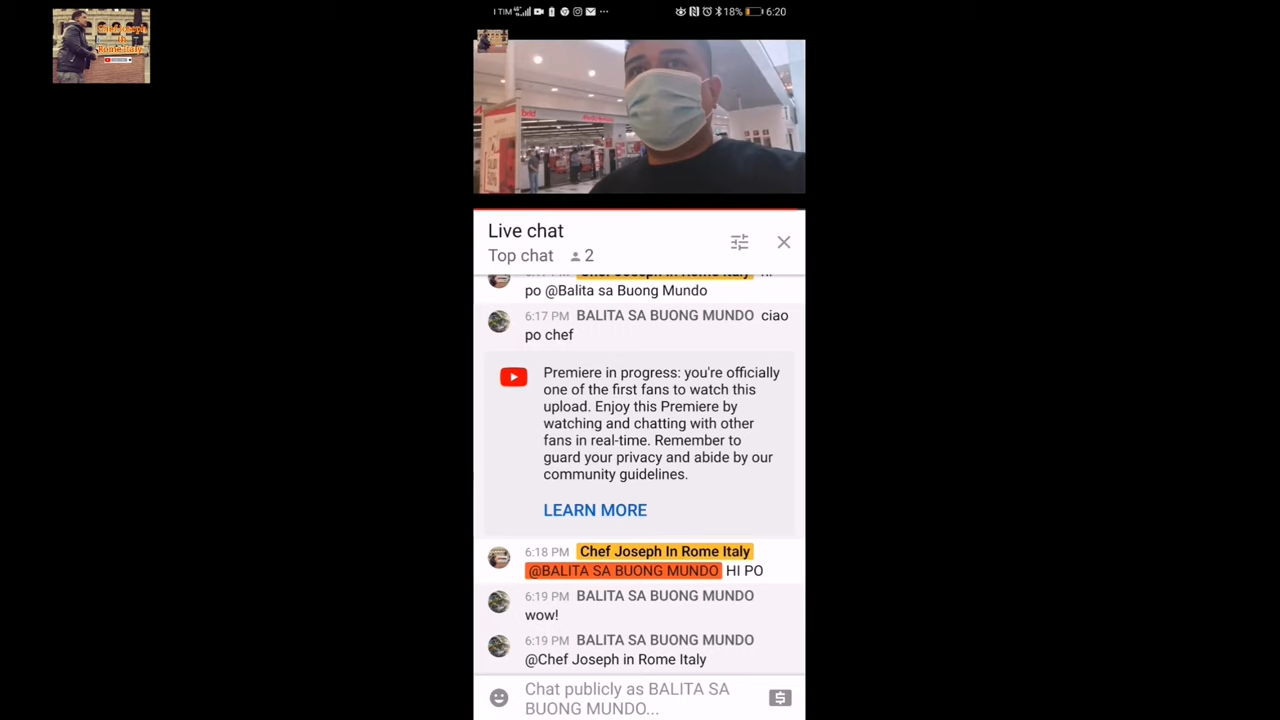 Chef Joseph
In
Rome Italy
TIM
18%
6:20
Live chat
Top chat 2
Chef Joseph In Rome Italy
po @Balita sa Buong Mundo
6:17 PM BALITA SA BUONG MUNDO ciao
po chef
Premiere in progress: you're officially
one of the first fans to watch this
upload. Enjoy this Premiere by
watching and chatting with other
fans in real-time. Remember to
guard your privacy and abide by our
community guidelines.
LEARN MORE
6:18 PM Chef Joseph In Rome Italy
@BALITA SA BUONG MUNDO HI PO
6:19 PM BALITA SA BUONG MUNDO
wow!
6:19 PM BALITA SA BUONG MUNDO
@Chef Joseph in Rome Italy
Chat publicly as BALITA SA
BUONG MUNDO...